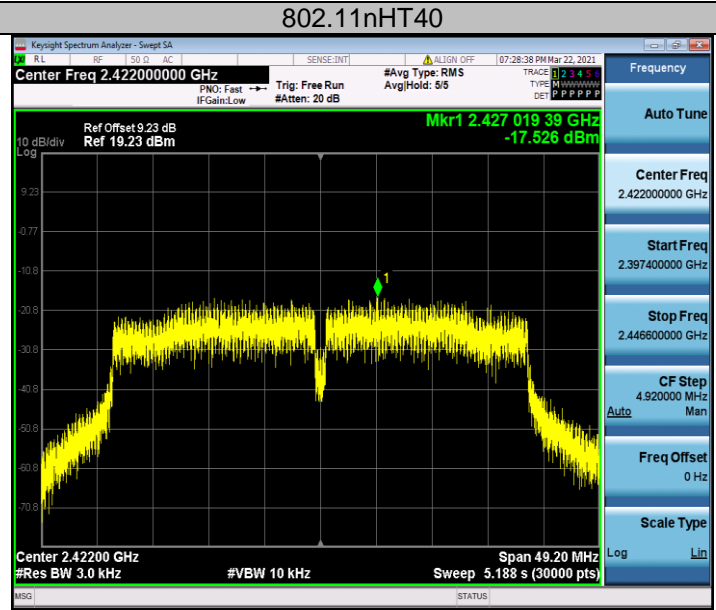 802.11nHT40
Keysight Spectrum Analyzer - Swept SA
RL RF 50 Ω AC SENSE:INT ALIGN OFF 07:28:38 PM Mar 22, 2021
Center Freq 2.422000000 GHz
PNO: Fast
IFGain:Low
Trig: Free Run
#Atten: 20 dB
#Avg Type: RMS
Avg|Hold: 5/5
TRACE 1 2 3 4 5 6
TYPE M WWWWW
DET P P P P P P
Ref Offset 9.23 dB
Ref 19.23 dBm
10 dB/div
Log
Mkr1 2.427 019 39 GHz
-17.526 dBm
9.23
-0.77
-10.8
-20.8
-30.8
-40.8
-50.8
-60.8
-70.8
1
Center 2.42200 GHz
Span 49.20 MHz
#Res BW 3.0 kHz
#VBW 10 kHz
Sweep 5.188 s (30000 pts)
MSG
STATUS
Frequency
Auto Tune
Center Freq
2.422000000 GHz
Start Freq
2.397400000 GHz
Stop Freq
2.446600000 GHz
CF Step
4.920000 MHz
Auto Man
Freq Offset
0 Hz
Scale Type
Log Lin